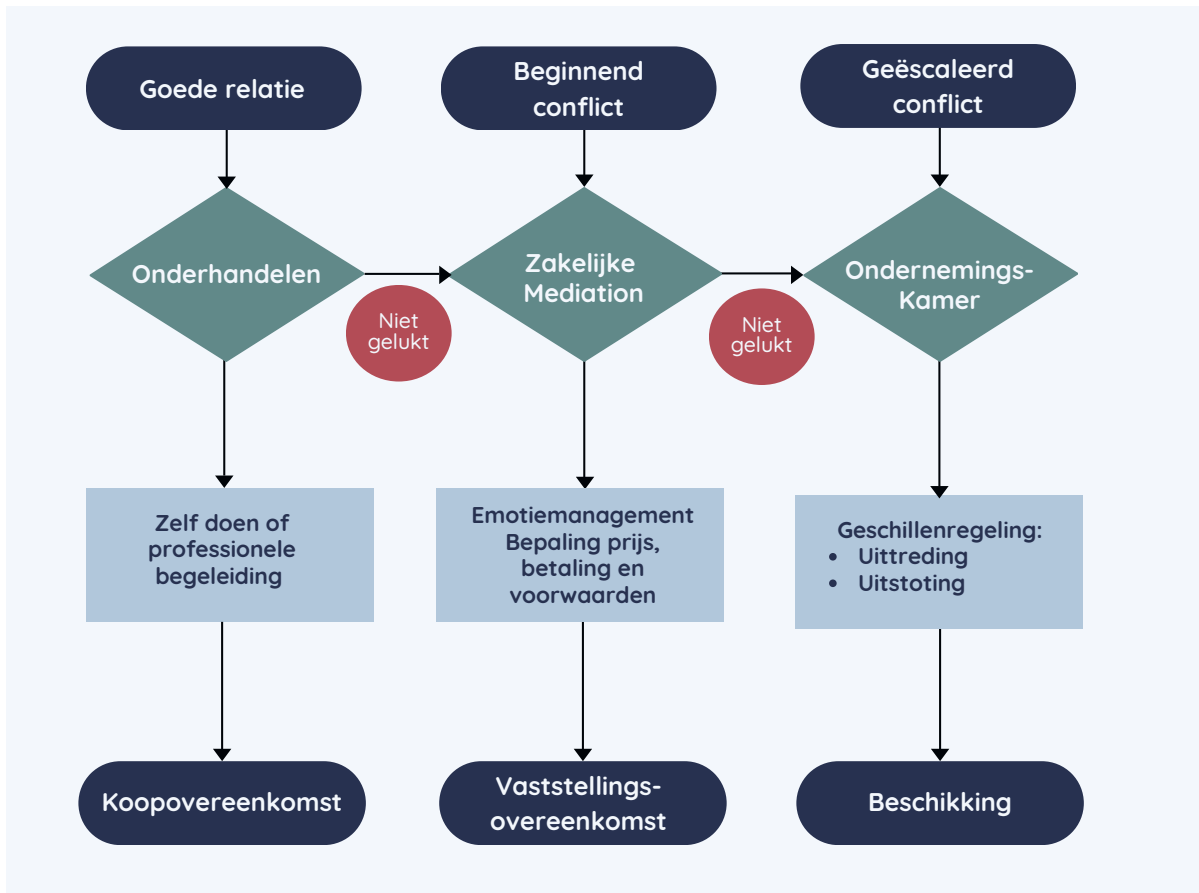 Goede relatie
Beginnend
conflict
Geëscaleerd
conflict
Onderhandelen
Zakelijke
Mediation
Ondernemings-
Kamer
Niet
gelukt
Niet
gelukt
Zelf doen of
professionele
begeleiding
Emotiemanagement
Bepaling prijs,
betaling en
voorwaarden
Geschillenregeling:
• Uittreding
• Uitstoting
Koopovereenkomst
Vaststellings-
overeenkomst
Beschikking